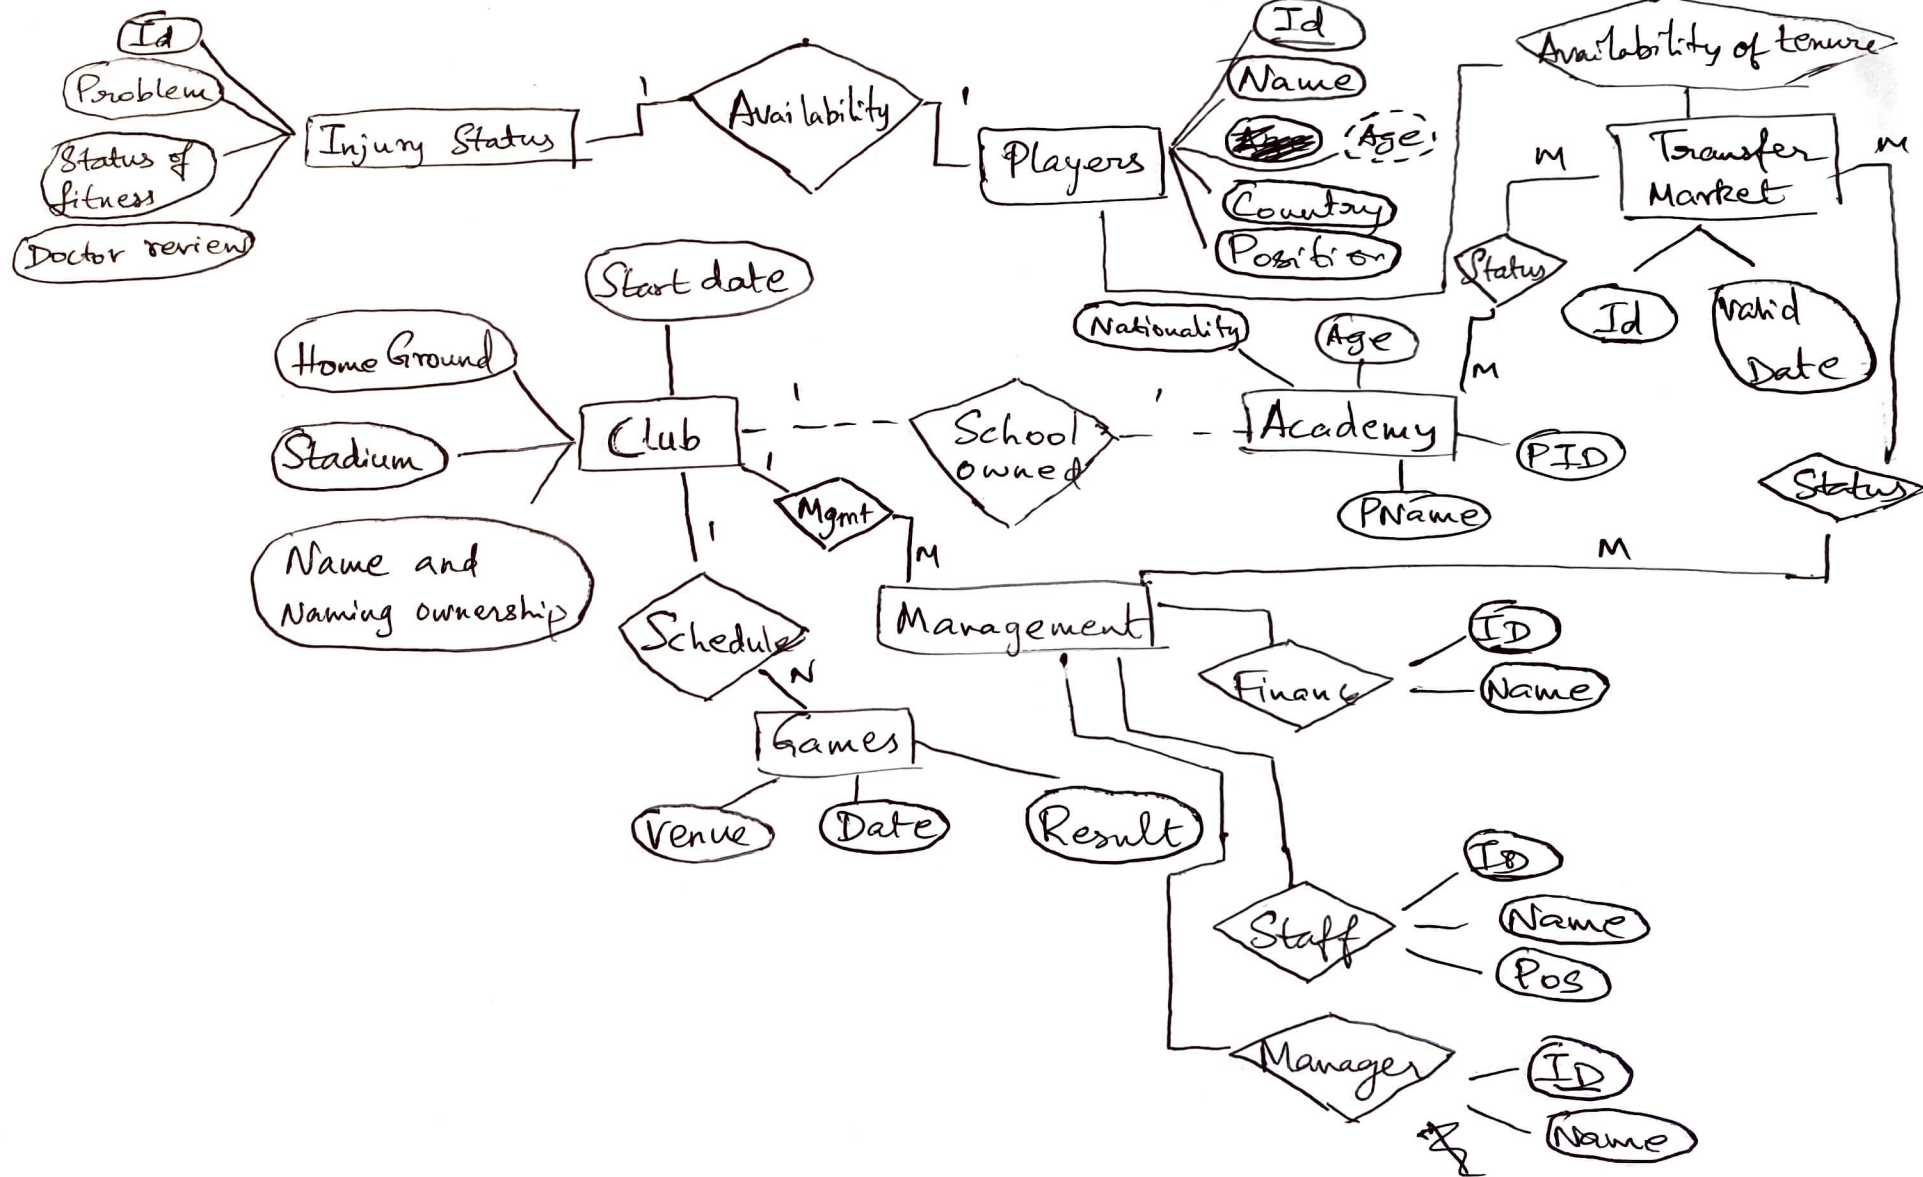 Id
Problem
Status of
fitness
Doctor review
Injury Status
1
Availability
1
Players
Id
Name
Age
Country
Position
Availability of tenure
Transfer
Market
M
M
Status
M
Id
Valid
Date
Status
M
Start date
Home Ground
Stadium
Name and
Naming ownership
Club
1
School
owned
1
Nationality
Age
Academy
PID
PName
1
Mgmt
M
Management
1
Schedule
N
Games
Venue
Date
Result
Financ
ID
Name
Staff
ID
Name
Pos
Manager
ID
Name